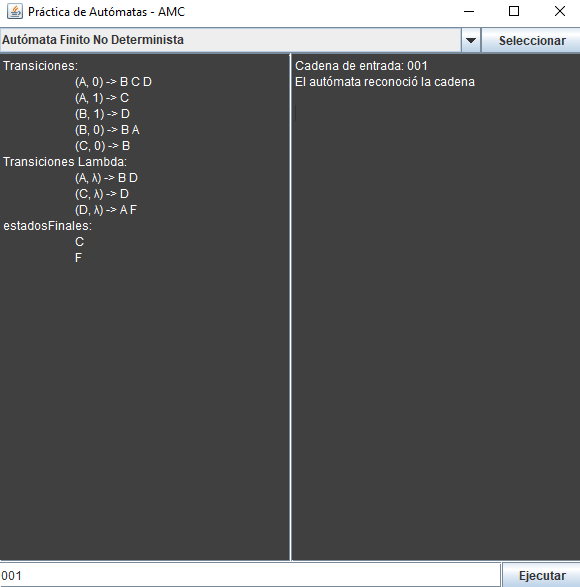 Práctica de Autómatas - AMC
Autómata Finito No Determinista
Seleccionar
Transiciones:
(A, 0) -> B C D
(A, 1) -> C
(B, 1) -> D
(B, 0) -> B A
(C, 0) -> B
Transiciones Lambda:
(A, λ) -> B D
(C, λ) -> D
(D, λ) -> A F
estadosFinales:
C
F
Cadena de entrada: 001
El autómata reconoció la cadena
001
Ejecutar